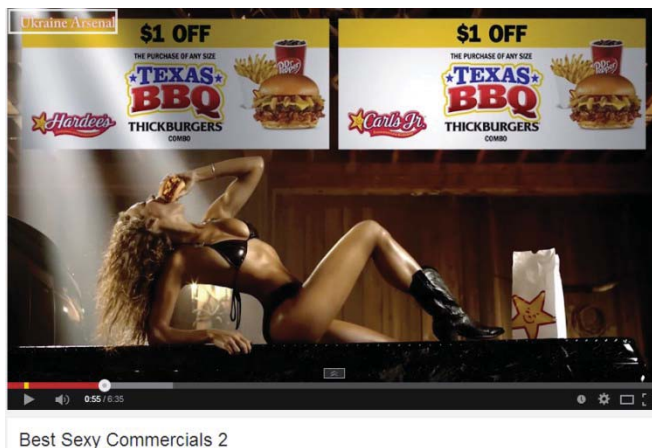 Ukraine Arsenal
$1 OFF
THE PURCHASE OF ANY SIZE
TEXAS
BBQ
THICKBURGERS
COMBO
Hardee's
$1 OFF
THE PURCHASE OF ANY SIZE
TEXAS
BBQ
THICKBURGERS
COMBO
Carl's Jr.
0:55 / 6:35
Best Sexy Commercials 2